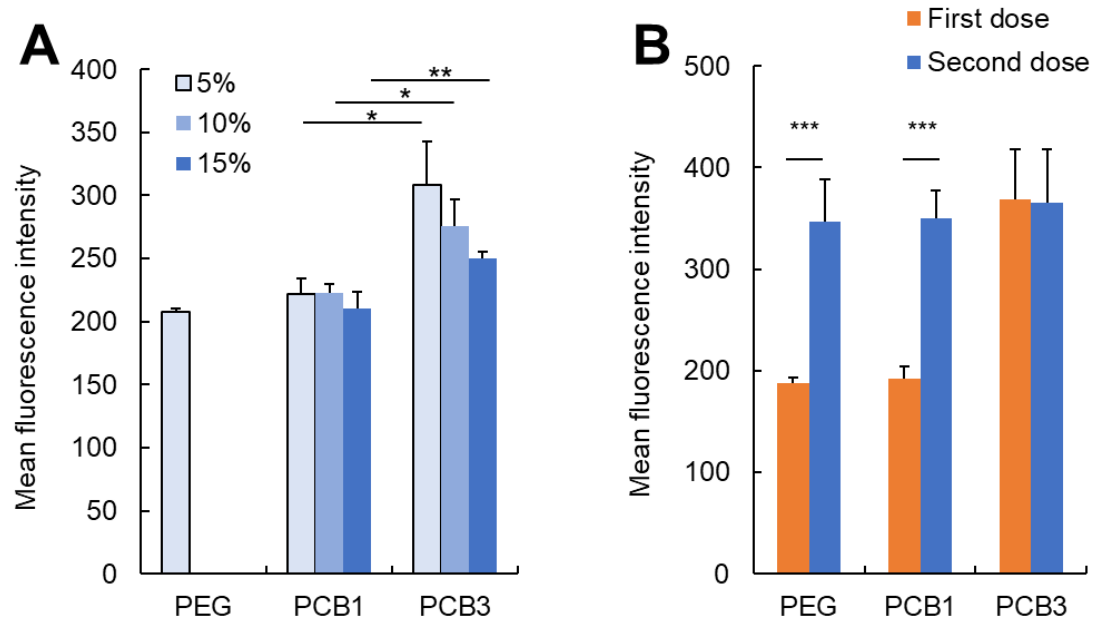 A
Mean fluorescence intensity
400
350
300
250
200
150
100
50
0
5%
10%
15%
**
*
*
PEG
PCB1
PCB3
B
First dose
Second dose
Mean fluorescence intensity
500
400
300
200
100
0
***
***
PEG
PCB1
PCB3